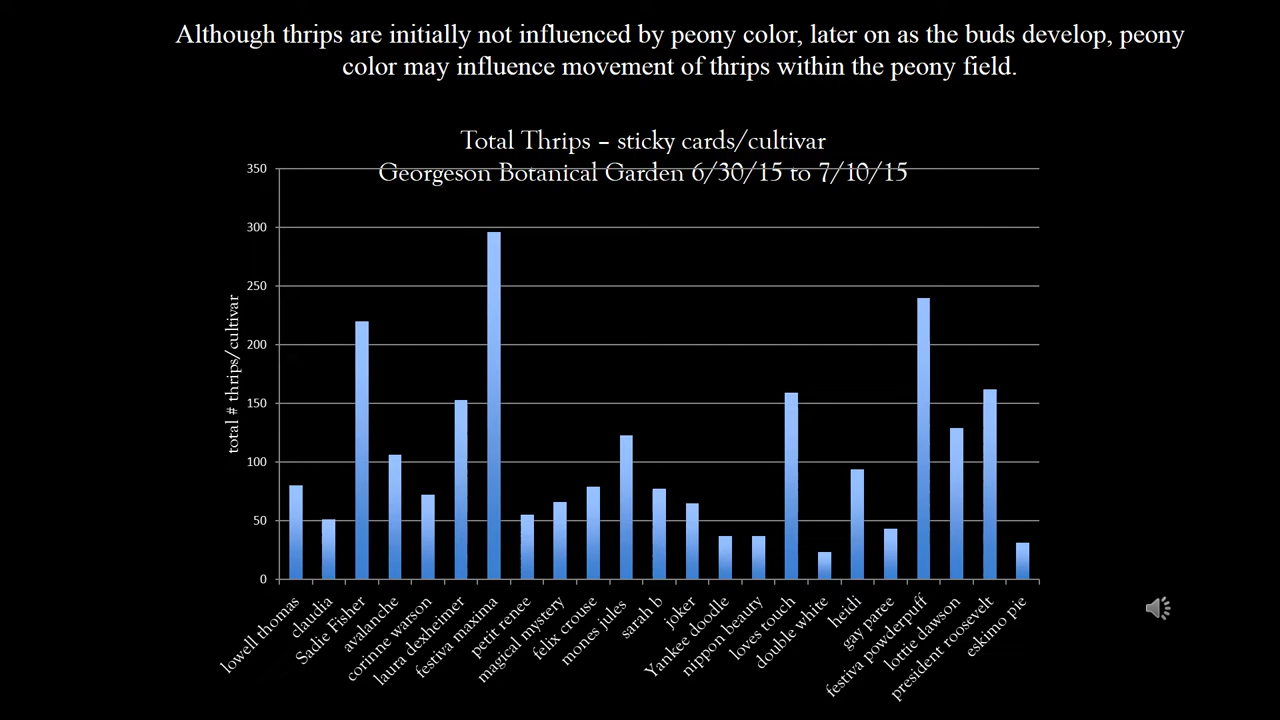 Although thrips are initially not influenced by peony color, later on as the buds develop, peony
color may influence movement of thrips within the peony field.
Total Thrips – sticky cards/cultivar
Georgeson Botanical Garden 6/30/15 to 7/10/15
total # thrips/cultivar
350
300
250
200
150
100
50
0
lowell thomas
claudia
Sadie Fisher
avalanche
corinne warson
laura dexheimer
festiva maxima
petit renee
magical mystery
felix crouse
mones jules
sarah b
joker
Yankee doodle
nippon beauty
loves touch
double white
heidi
gay paree
festiva powderpuff
lottie dawson
president roosevelt
eskimo pie